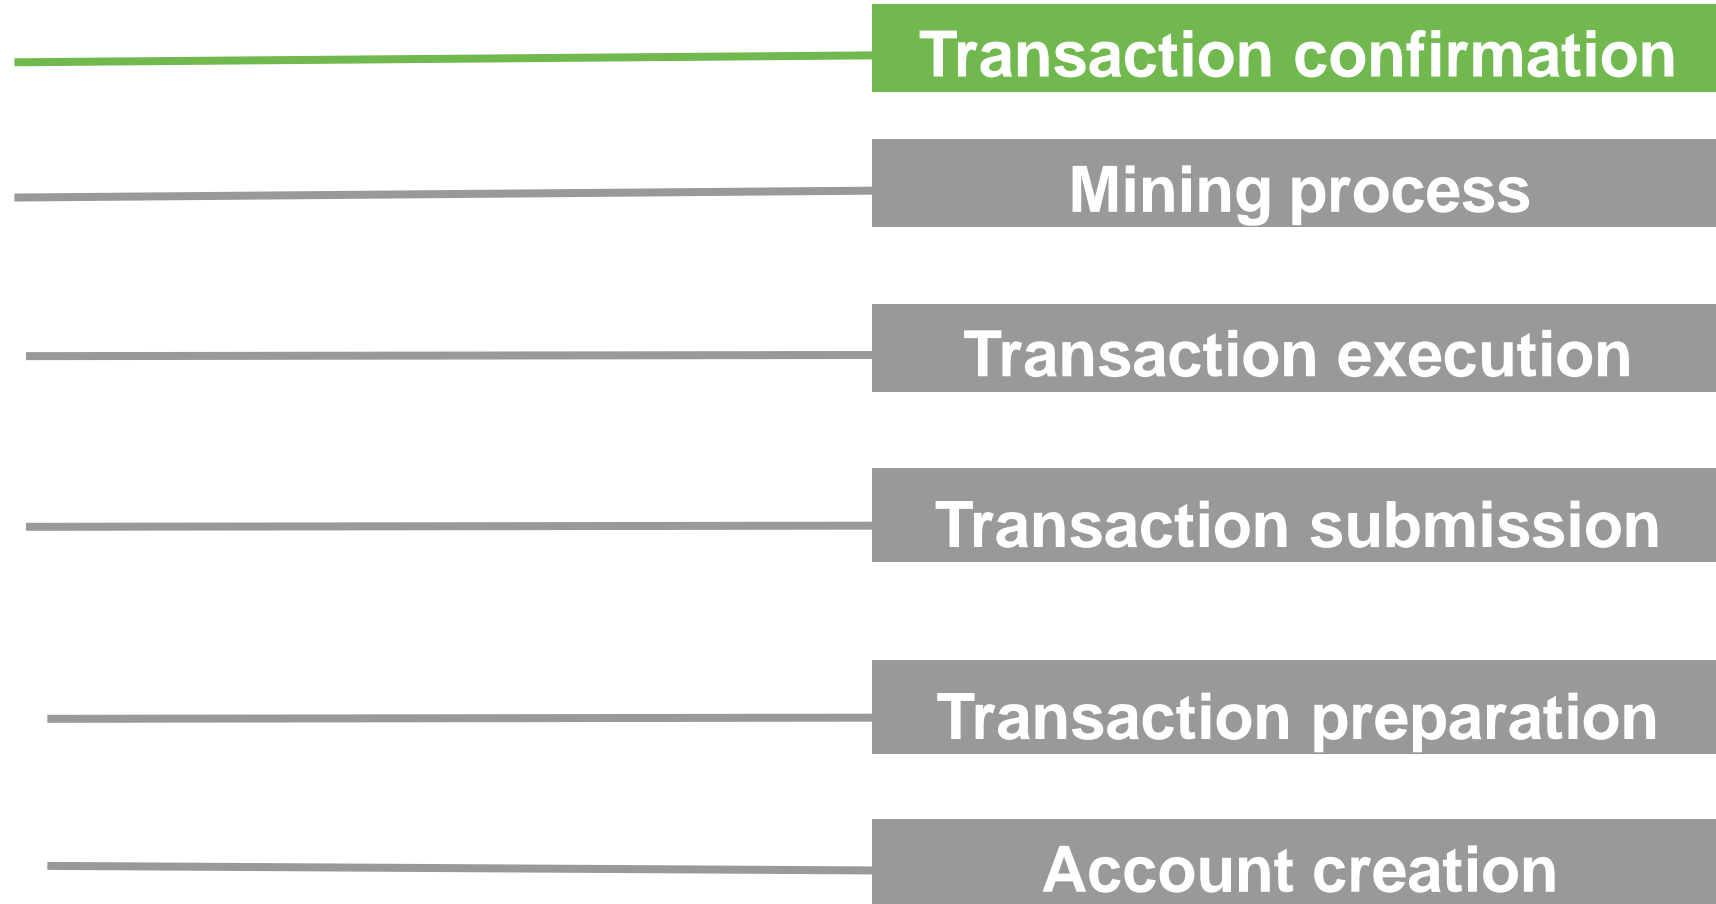 Transaction confirmation
Mining process
Transaction execution
Transaction submission
Transaction preparation
Account creation